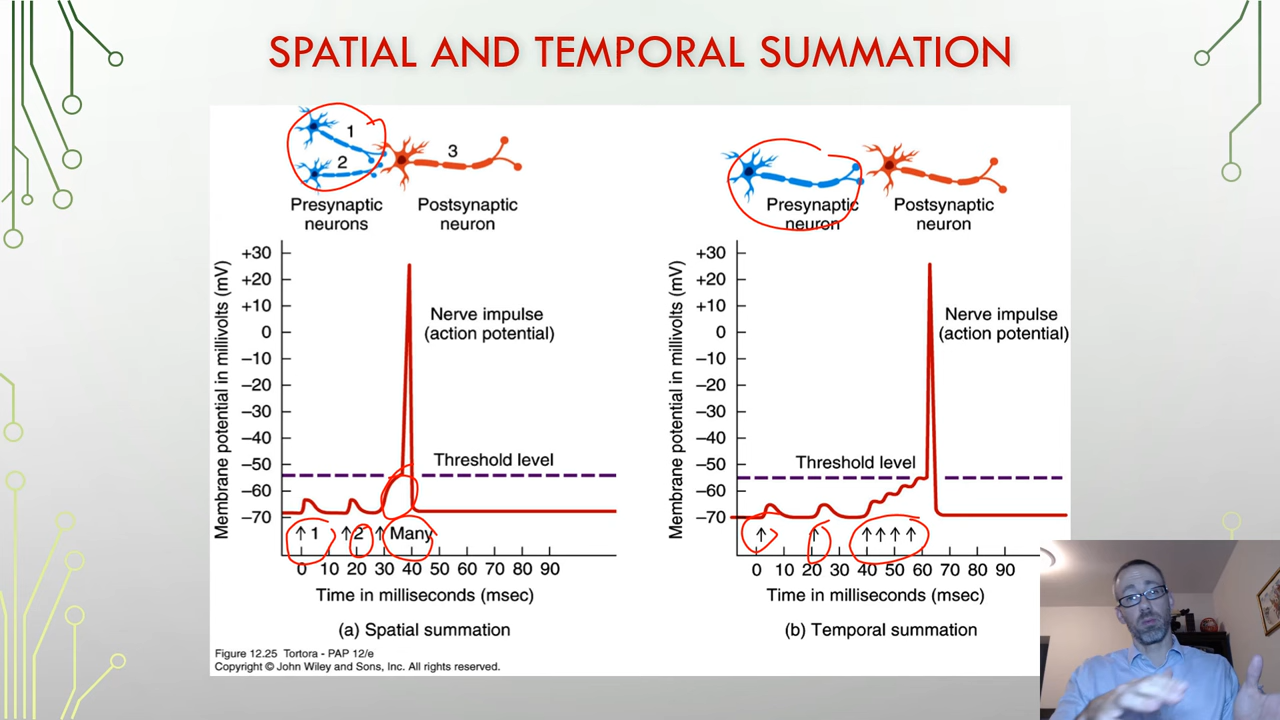 SPATIAL AND TEMPORAL SUMMATION
1
2
3
Presynaptic
neurons
Postsynaptic
neuron
Membrane potential in millivolts (mV)
+30
+20
+10
0
–10
–20
–30
–40
–50
–60
–70
Nerve impulse
(action potential)
Threshold level
↑ 1 ↑ 2 ↑ Many
0 10 20 30 40 50 60 70 80 90
Time in milliseconds (msec)
(a) Spatial summation
Presynaptic
neuron
Postsynaptic
neuron
Membrane potential in millivolts (mV)
+30
+20
+10
0
–10
–20
–30
–40
–50
–60
–70
Nerve impulse
(action potential)
Threshold level
↑ ↑ ↑ ↑ ↑ ↑
0 10 20 30 40 50 60 70 80 90
Time in milliseconds (msec)
(b) Temporal summation
Figure 12.25 Tortora - PAP 12/e
Copyright © John Wiley and Sons, Inc. All rights reserved.